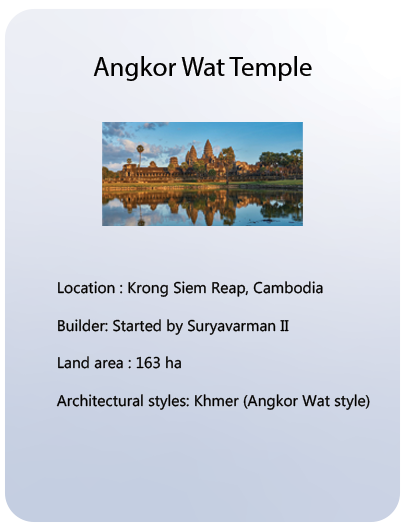 Angkor Wat Temple
Location : Krong Siem Reap, Cambodia
Builder: Started by Suryavarman II
Land area : 163 ha
Architectural styles: Khmer (Angkor Wat style)